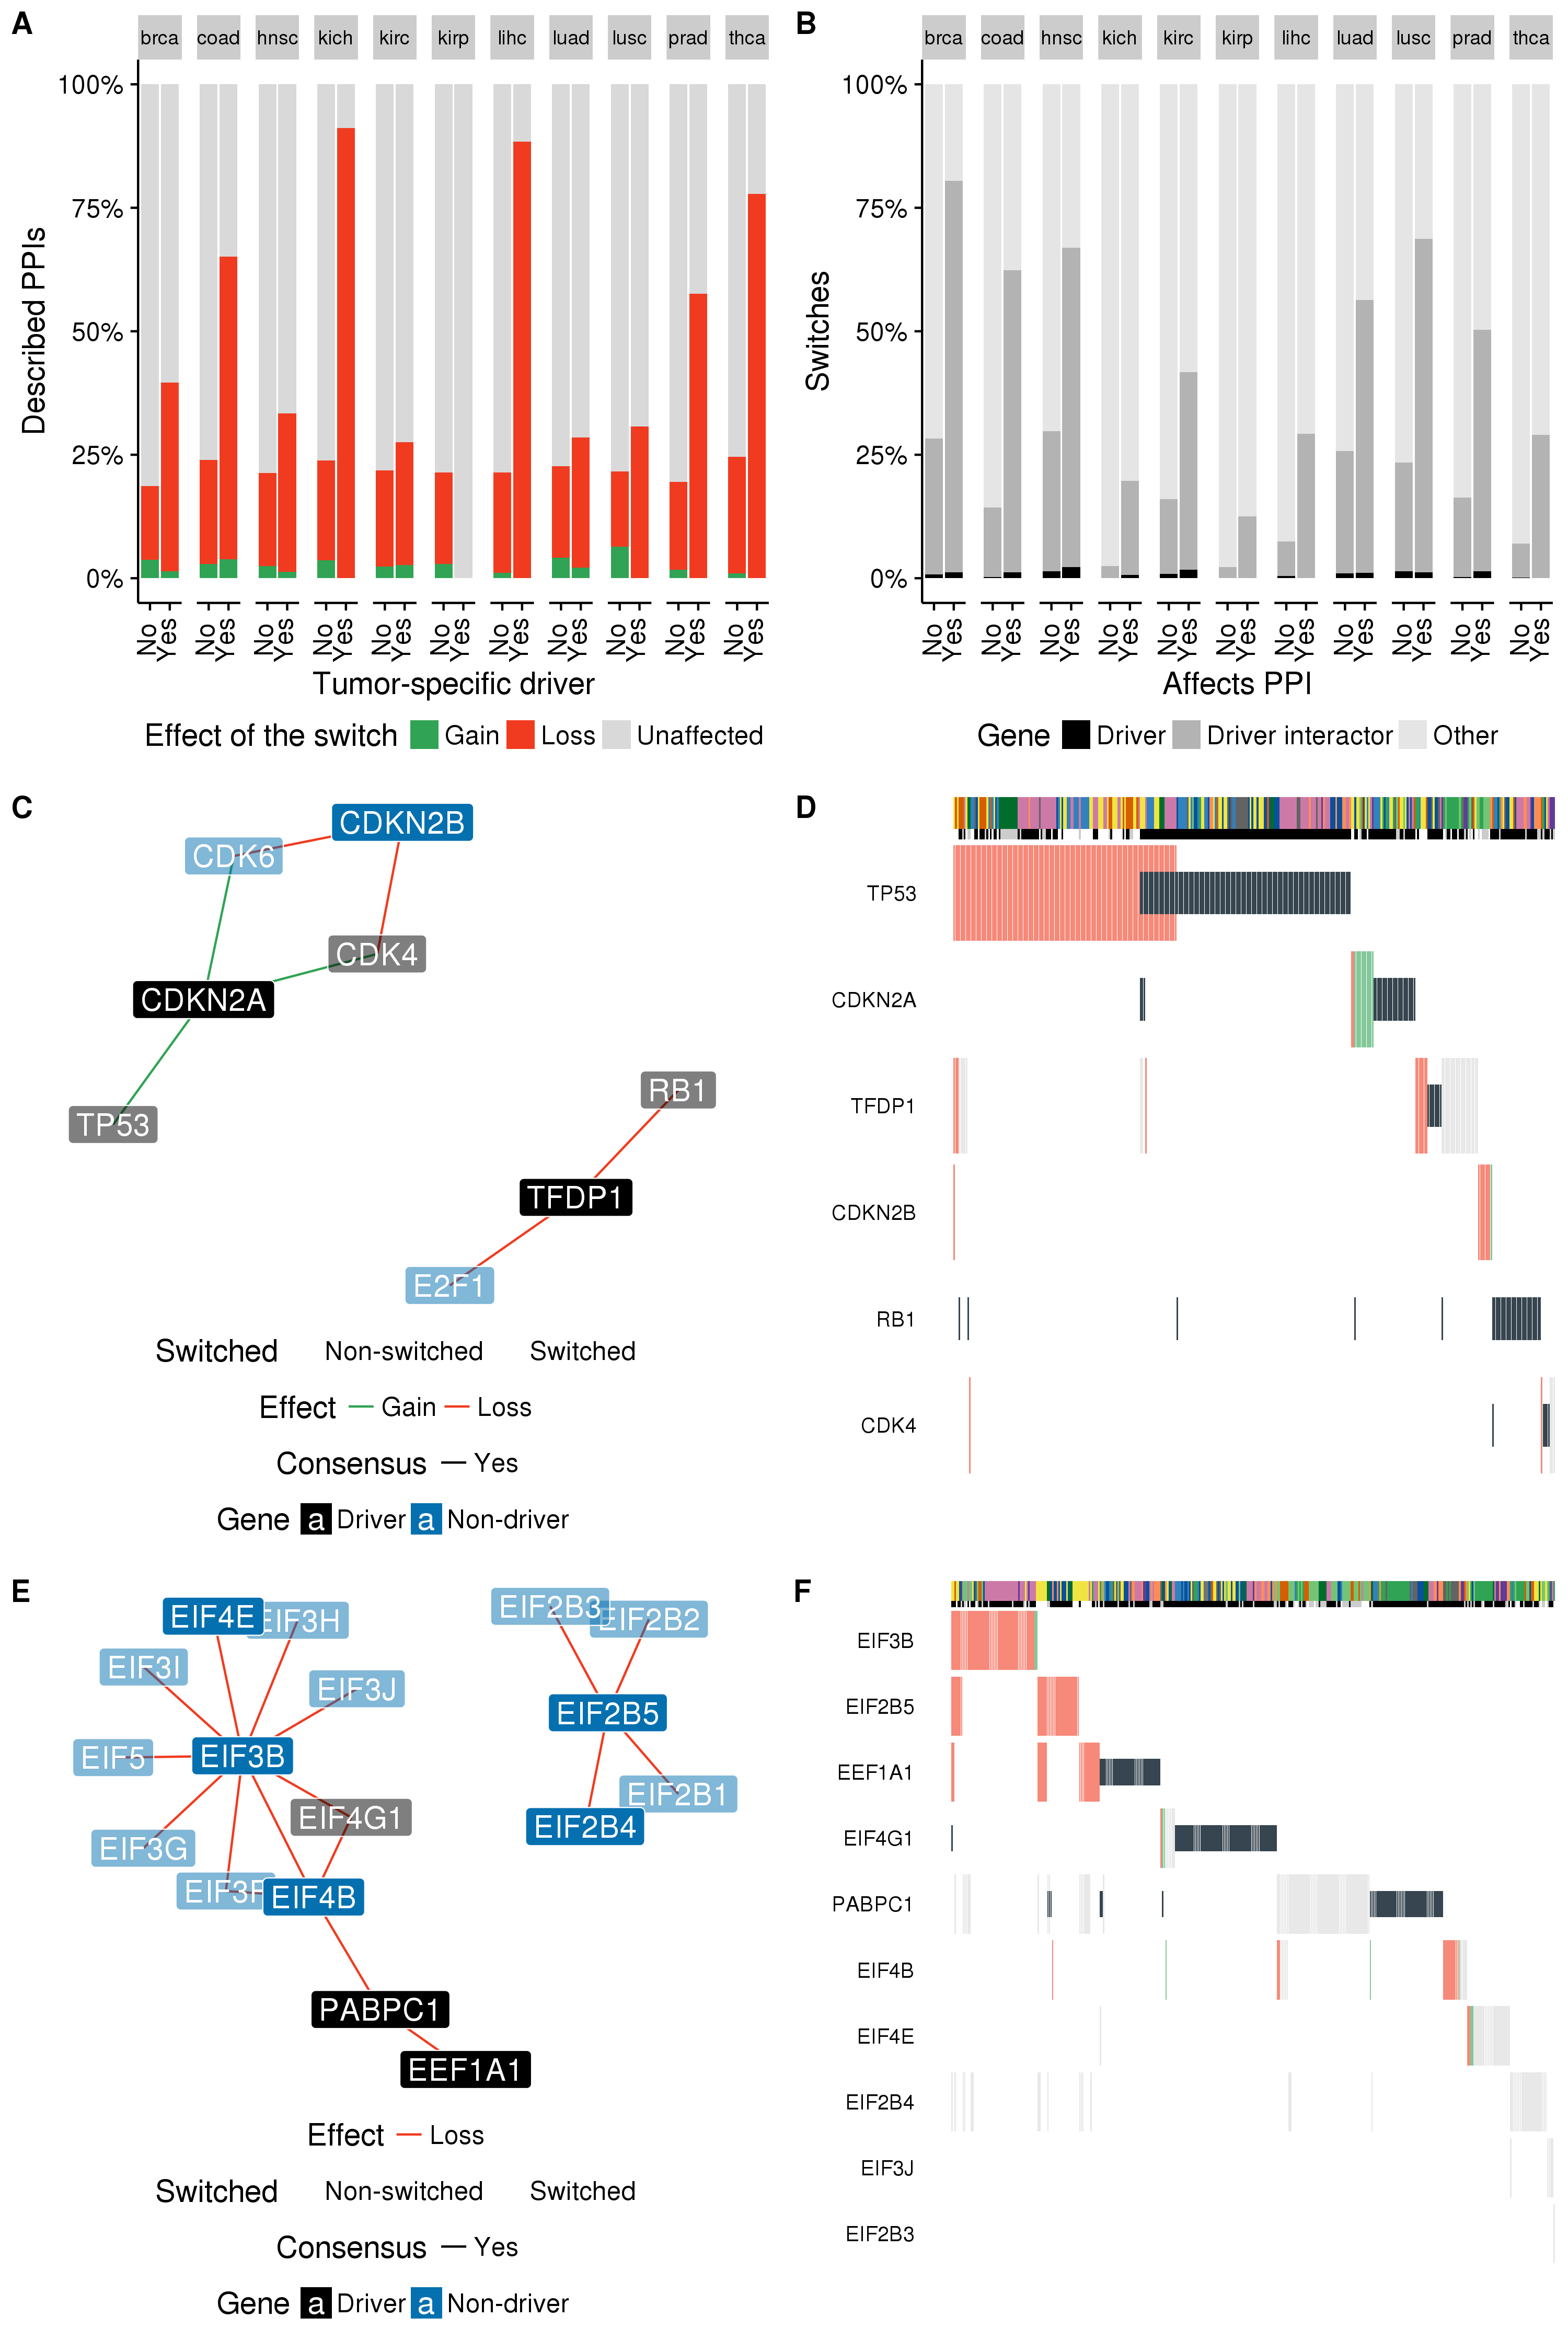 A
brca coad hnsc kich kirc kirp lihc luad lusc prad thca
100%
75%
50%
25%
0%
Described PPIs
No Yes No Yes No Yes No Yes No Yes No Yes No Yes No Yes No Yes No Yes No Yes
Tumor-specific driver
Effect of the switch Gain Loss Unaffected
B
brca coad hnsc kich kirc kirp lihc luad lusc prad thca
100%
75%
50%
25%
0%
Switches
No Yes No Yes No Yes No Yes No Yes No Yes No Yes No Yes No Yes No Yes No Yes
Affects PPI
Gene Driver Driver interactor Other
C
CDKN2B
CDK6
CDK4
CDKN2A
RB1
TP53
TFDP1
E2F1
Switched Non-switched Switched
Effect Gain Loss
Consensus Yes
Gene a Driver a Non-driver
D
TP53
CDKN2A
TFDP1
CDKN2B
RB1
CDK4
E
EIF4E EIF3H
EIF2B3 EIF2B2
EIF3I
EIF3J
EIF2B5
EIF5 EIF3B
EIF2B1
EIF4G1
EIF2B4
EIF3G
EIF4B
PABPC1
EEF1A1
Effect Loss
Switched Non-switched Switched
Consensus Yes
Gene a Driver a Non-driver
F
EIF3B
EIF2B5
EEF1A1
EIF4G1
PABPC1
EIF4B
EIF4E
EIF2B4
EIF3J
EIF2B3